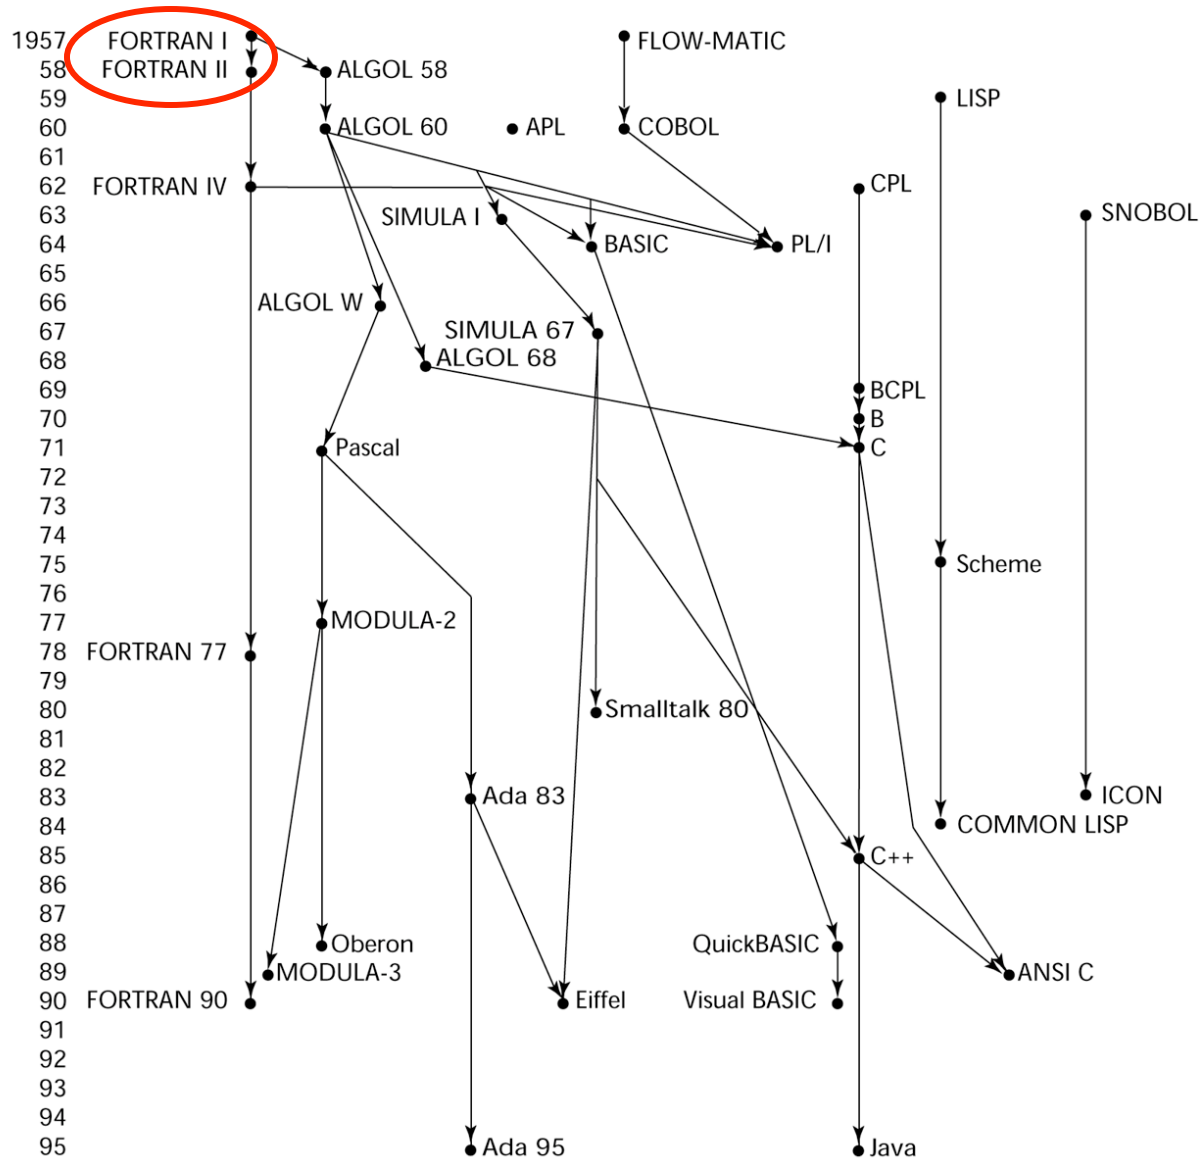 1957 FORTRAN I FLOW-MATIC
58 FORTRAN II ALGOL 58
59 LISP
60 ALGOL 60 APL COBOL
61
62 FORTRAN IV CPL
63 SIMULA I SNOBOL
64 BASIC PL/I
65
66 ALGOL W
67 SIMULA 67
68 ALGOL 68
69 BCPL
70 B
71 Pascal C
72
73
74
75 Scheme
76
77 MODULA-2
78 FORTRAN 77
79
80 Smalltalk 80
81
82
83 Ada 83 ICON
84 COMMON LISP
85 C++
86
87
88 Oberon QuickBASIC
89 MODULA-3 ANSI C
90 FORTRAN 90 Eiffel Visual BASIC
91
92
93
94
95 Ada 95 Java